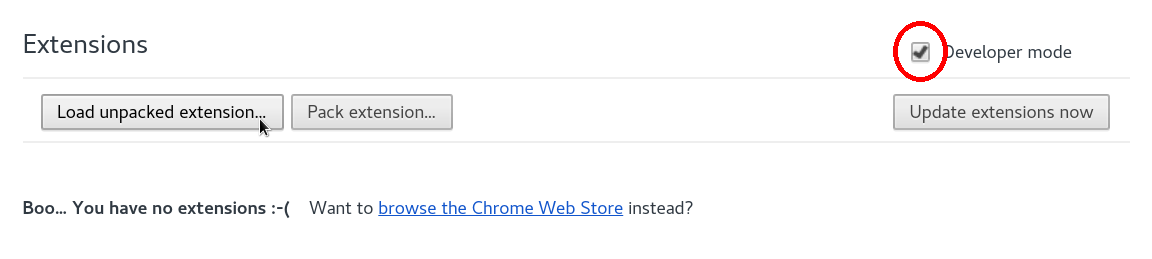 Extensions
Developer mode
Load unpacked extension... Pack extension... Update extensions now
Boo... You have no extensions :-( Want to browse the Chrome Web Store instead?